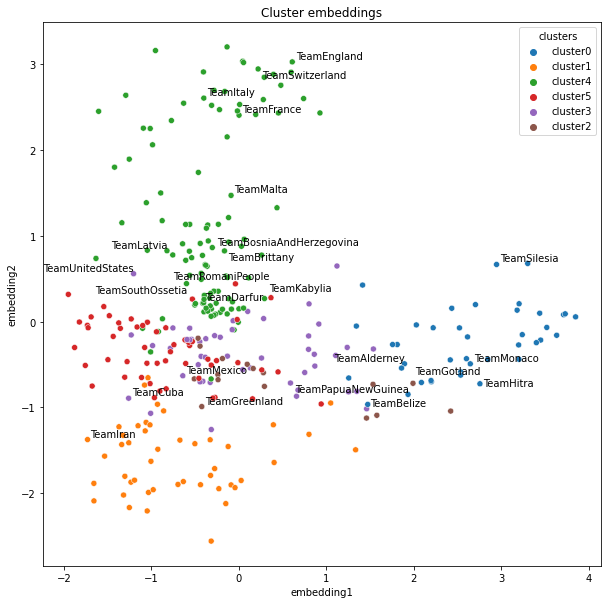 Cluster embeddings
clusters
cluster0
cluster1
cluster4
cluster5
cluster3
cluster2
TeamEngland
TeamSwitzerland
TeamItaly
TeamFrance
TeamMalta
TeamLatvia
TeamBosniaAndHerzegovina
TeamBrittany
TeamSilesia
TeamUnitedStates
TeamRomaniPeople
TeamSouthOssetia
TeamKabylia
TeamDarfur
TeamAlderney
TeamMonaco
TeamMexico
TeamGotland
TeamHitra
TeamPapuaNewGuinea
TeamCuba
TeamGreenland
TeamBelize
TeamIran
3
2
1
0
−1
−2
embedding2
−2 −1 0 1 2 3 4
embedding1